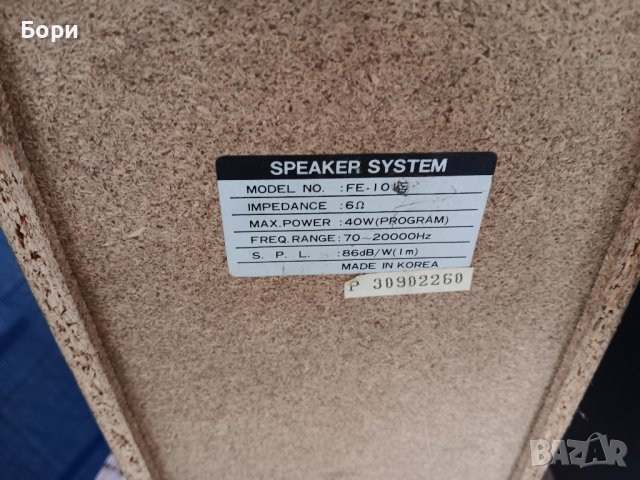 Бори
SPEAKER SYSTEM
MODEL NO. :FE-10
IMPEDANCE :6Ω
MAX.POWER :40W(PROGRAM)
FREQ.RANGE:70~20000Hz
S. P. L. :86dB/W(1m)
MADE IN KOREA
P 30902260
BAZAR